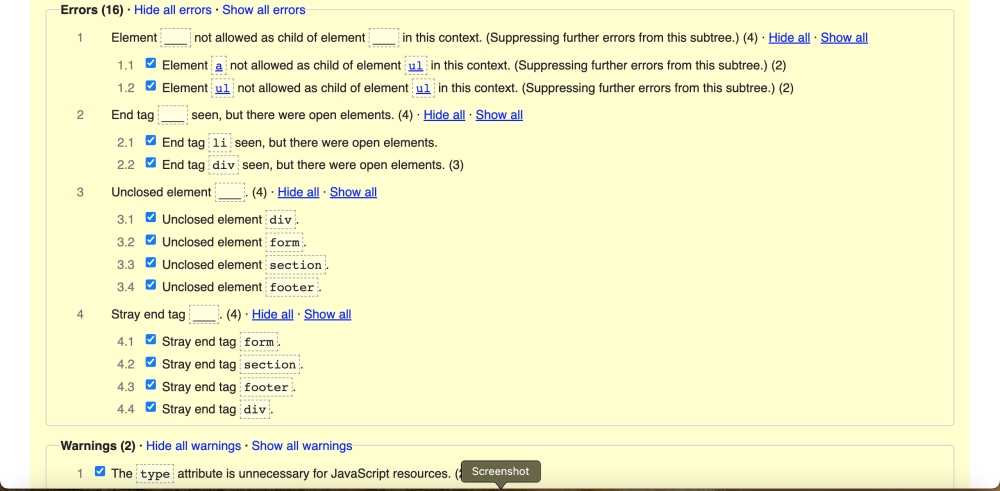 Errors (16) · Hide all errors · Show all errors
1 Element ___ not allowed as child of element ___ in this context. (Suppressing further errors from this subtree.) (4) · Hide all · Show all
1.1 Element a not allowed as child of element ul in this context. (Suppressing further errors from this subtree.) (2)
1.2 Element ul not allowed as child of element ul in this context. (Suppressing further errors from this subtree.) (2)
2 End tag ___ seen, but there were open elements. (4) · Hide all · Show all
2.1 End tag li seen, but there were open elements.
2.2 End tag div seen, but there were open elements. (3)
3 Unclosed element ___. (4) · Hide all · Show all
3.1 Unclosed element div.
3.2 Unclosed element form.
3.3 Unclosed element section.
3.4 Unclosed element footer.
4 Stray end tag ___. (4) · Hide all · Show all
4.1 Stray end tag form.
4.2 Stray end tag section.
4.3 Stray end tag footer.
4.4 Stray end tag div.
Warnings (2) · Hide all warnings · Show all warnings
1 The type attribute is unnecessary for JavaScript resources.
Screenshot